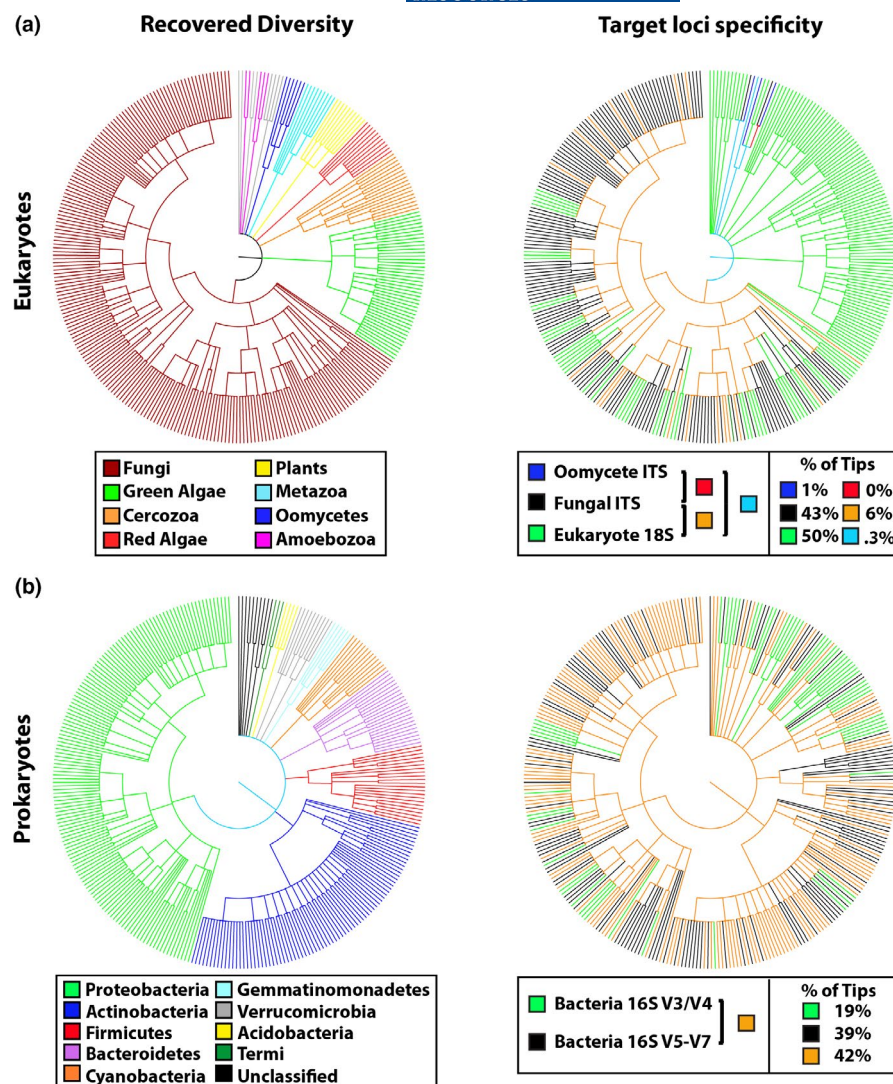 (a)
Recovered Diversity
Target loci specificity
Eukaryotes
Fungi
Green Algae
Cercozoa
Red Algae
Plants
Metazoa
Oomycetes
Amoebozoa
Oomycete ITS
Fungal ITS
Eukaryote 18S
% of Tips
1%
0%
43%
6%
50%
.3%
(b)
Prokaryotes
Proteobacteria
Actinobacteria
Firmicutes
Bacteroidetes
Cyanobacteria
Gemmatinomonadetes
Verrucomicrobia
Acidobacteria
Termi
Unclassified
Bacteria 16S V3/V4
Bacteria 16S V5-V7
% of Tips
19%
39%
42%